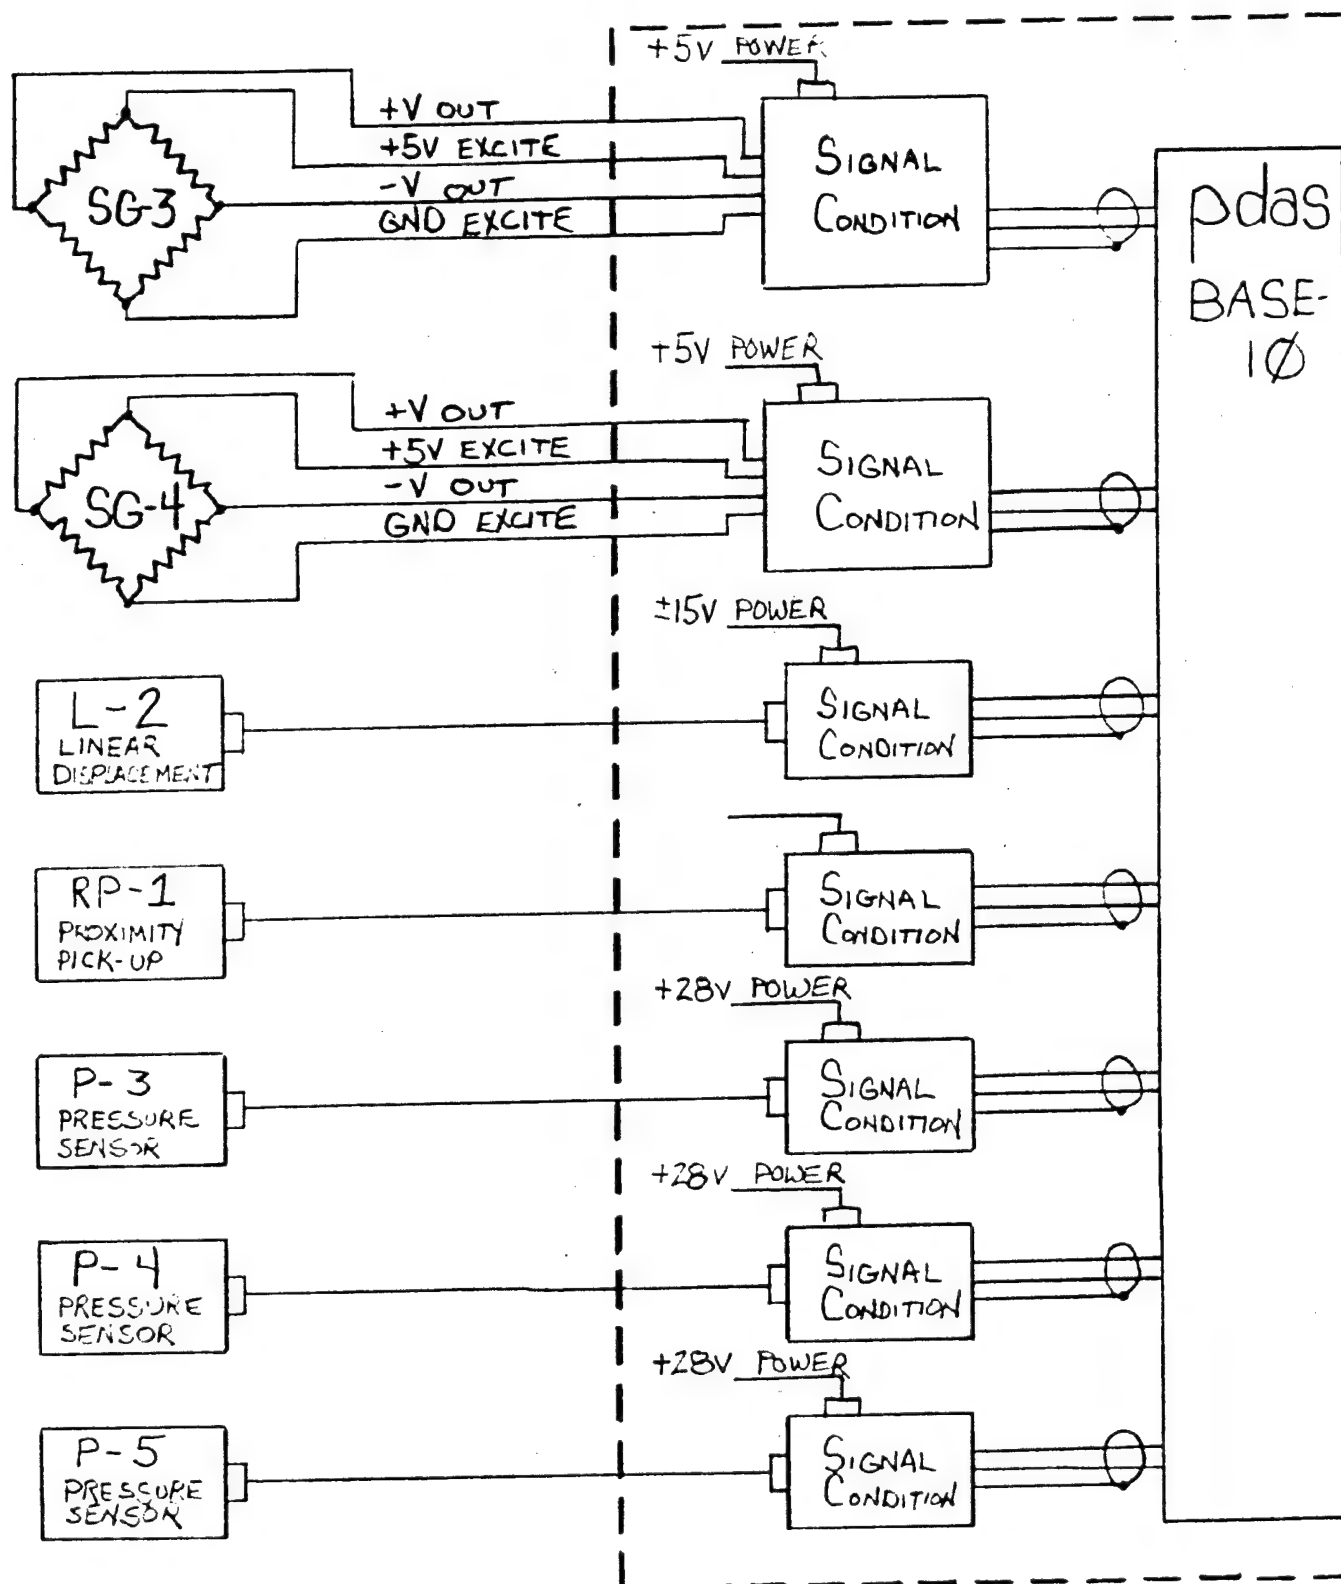 +5V POWER
+V OUT
+5V EXCITE
-V OUT
GND EXCITE
SG-3
SIGNAL
CONDITION
pdas
BASE-
1Ø
+5V POWER
+V OUT
+5V EXCITE
-V OUT
GND EXCITE
SG-4
SIGNAL
CONDITION
±15V POWER
L-2
LINEAR
DISPLACEMENT
SIGNAL
CONDITION
RP-1
PROXIMITY
PICK-UP
SIGNAL
CONDITION
+28V POWER
P-3
PRESSURE
SENSOR
SIGNAL
CONDITION
+28V POWER
P-4
PRESSURE
SENSOR
SIGNAL
CONDITION
+28V POWER
P-5
PRESSURE
SENSOR
SIGNAL
CONDITION